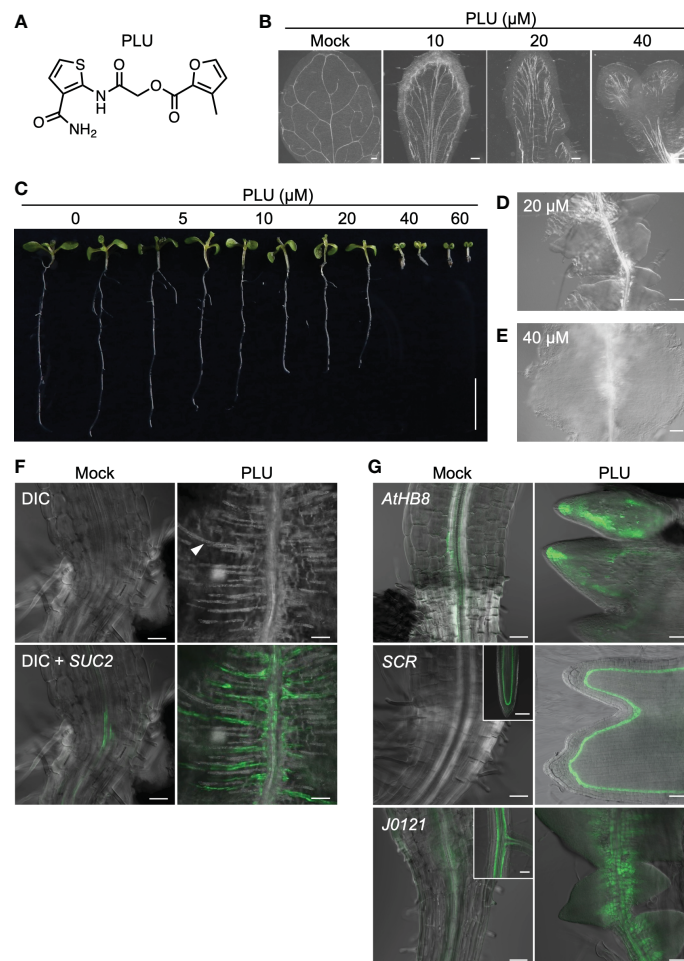 A
PLU
S
O
O
O
N
H
O
O
NH2
B
PLU (μM)
Mock 10 20 40
C
PLU (μM)
0 5 10 20 40 60
D
20 μM
E
40 μM
F
Mock PLU
DIC
DIC + SUC2
G
Mock PLU
AtHB8
SCR
J0121